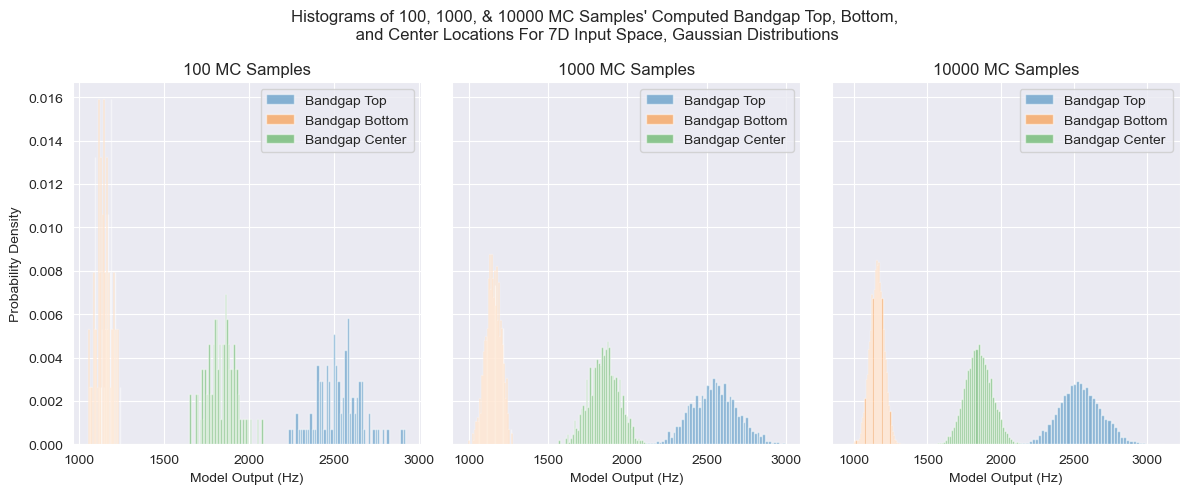 Histograms of 100, 1000, & 10000 MC Samples' Computed Bandgap Top, Bottom,
and Center Locations For 7D Input Space, Gaussian Distributions
100 MC Samples
1000 MC Samples
10000 MC Samples
Probability Density
0.016
0.014
0.012
0.010
0.008
0.006
0.004
0.002
0.000
Bandgap Top
Bandgap Bottom
Bandgap Center
1000 1500 2000 2500 3000
Model Output (Hz)
Bandgap Top
Bandgap Bottom
Bandgap Center
1000 1500 2000 2500 3000
Model Output (Hz)
Bandgap Top
Bandgap Bottom
Bandgap Center
1000 1500 2000 2500 3000
Model Output (Hz)